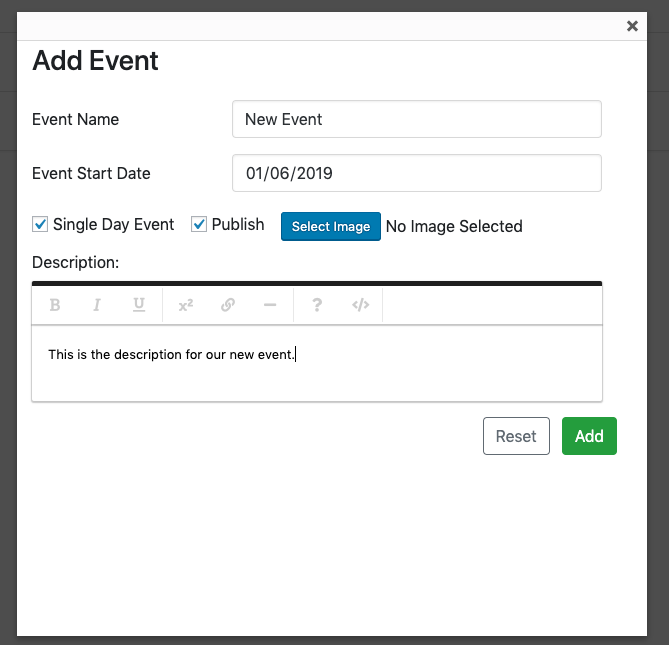 ×
Add Event
Event Name New Event
Event Start Date 01/06/2019
Single Day Event Publish Select Image No Image Selected
Description:
B I U x² — ? </>
This is the description for our new event.
Reset Add